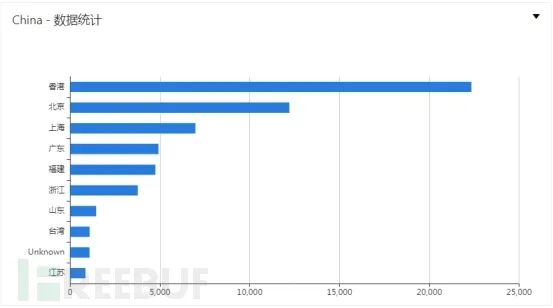 China - 数据统计
香港
北京
上海
广东
福建
浙江
山东
台湾
Unknown
江苏
0 5,000 10,000 15,000 20,000 25,000
FREEBUF